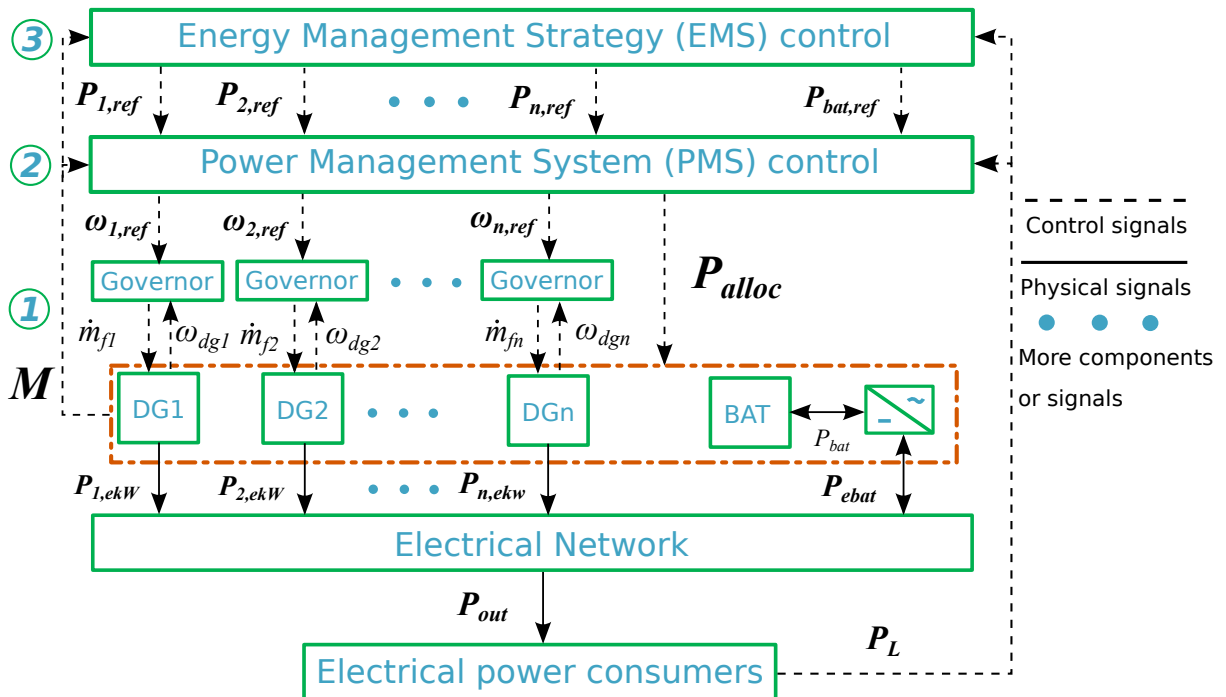 3
Energy Management Strategy (EMS) control
P1,ref
P2,ref
Pn,ref
Pbat,ref
2
Power Management System (PMS) control
ω1,ref
ω2,ref
ωn,ref
Palloc
Control signals
Physical signals
More components
or signals
Governor
Governor
Governor
1
ṁf1
ωdg1
ṁf2
ωdg2
ṁfn
ωdgn
M
DG1
DG2
DGn
BAT
Pbat
~
−
P1,ekW
P2,ekW
Pn,ekw
Pebat
Electrical Network
Pout
PL
Electrical power consumers